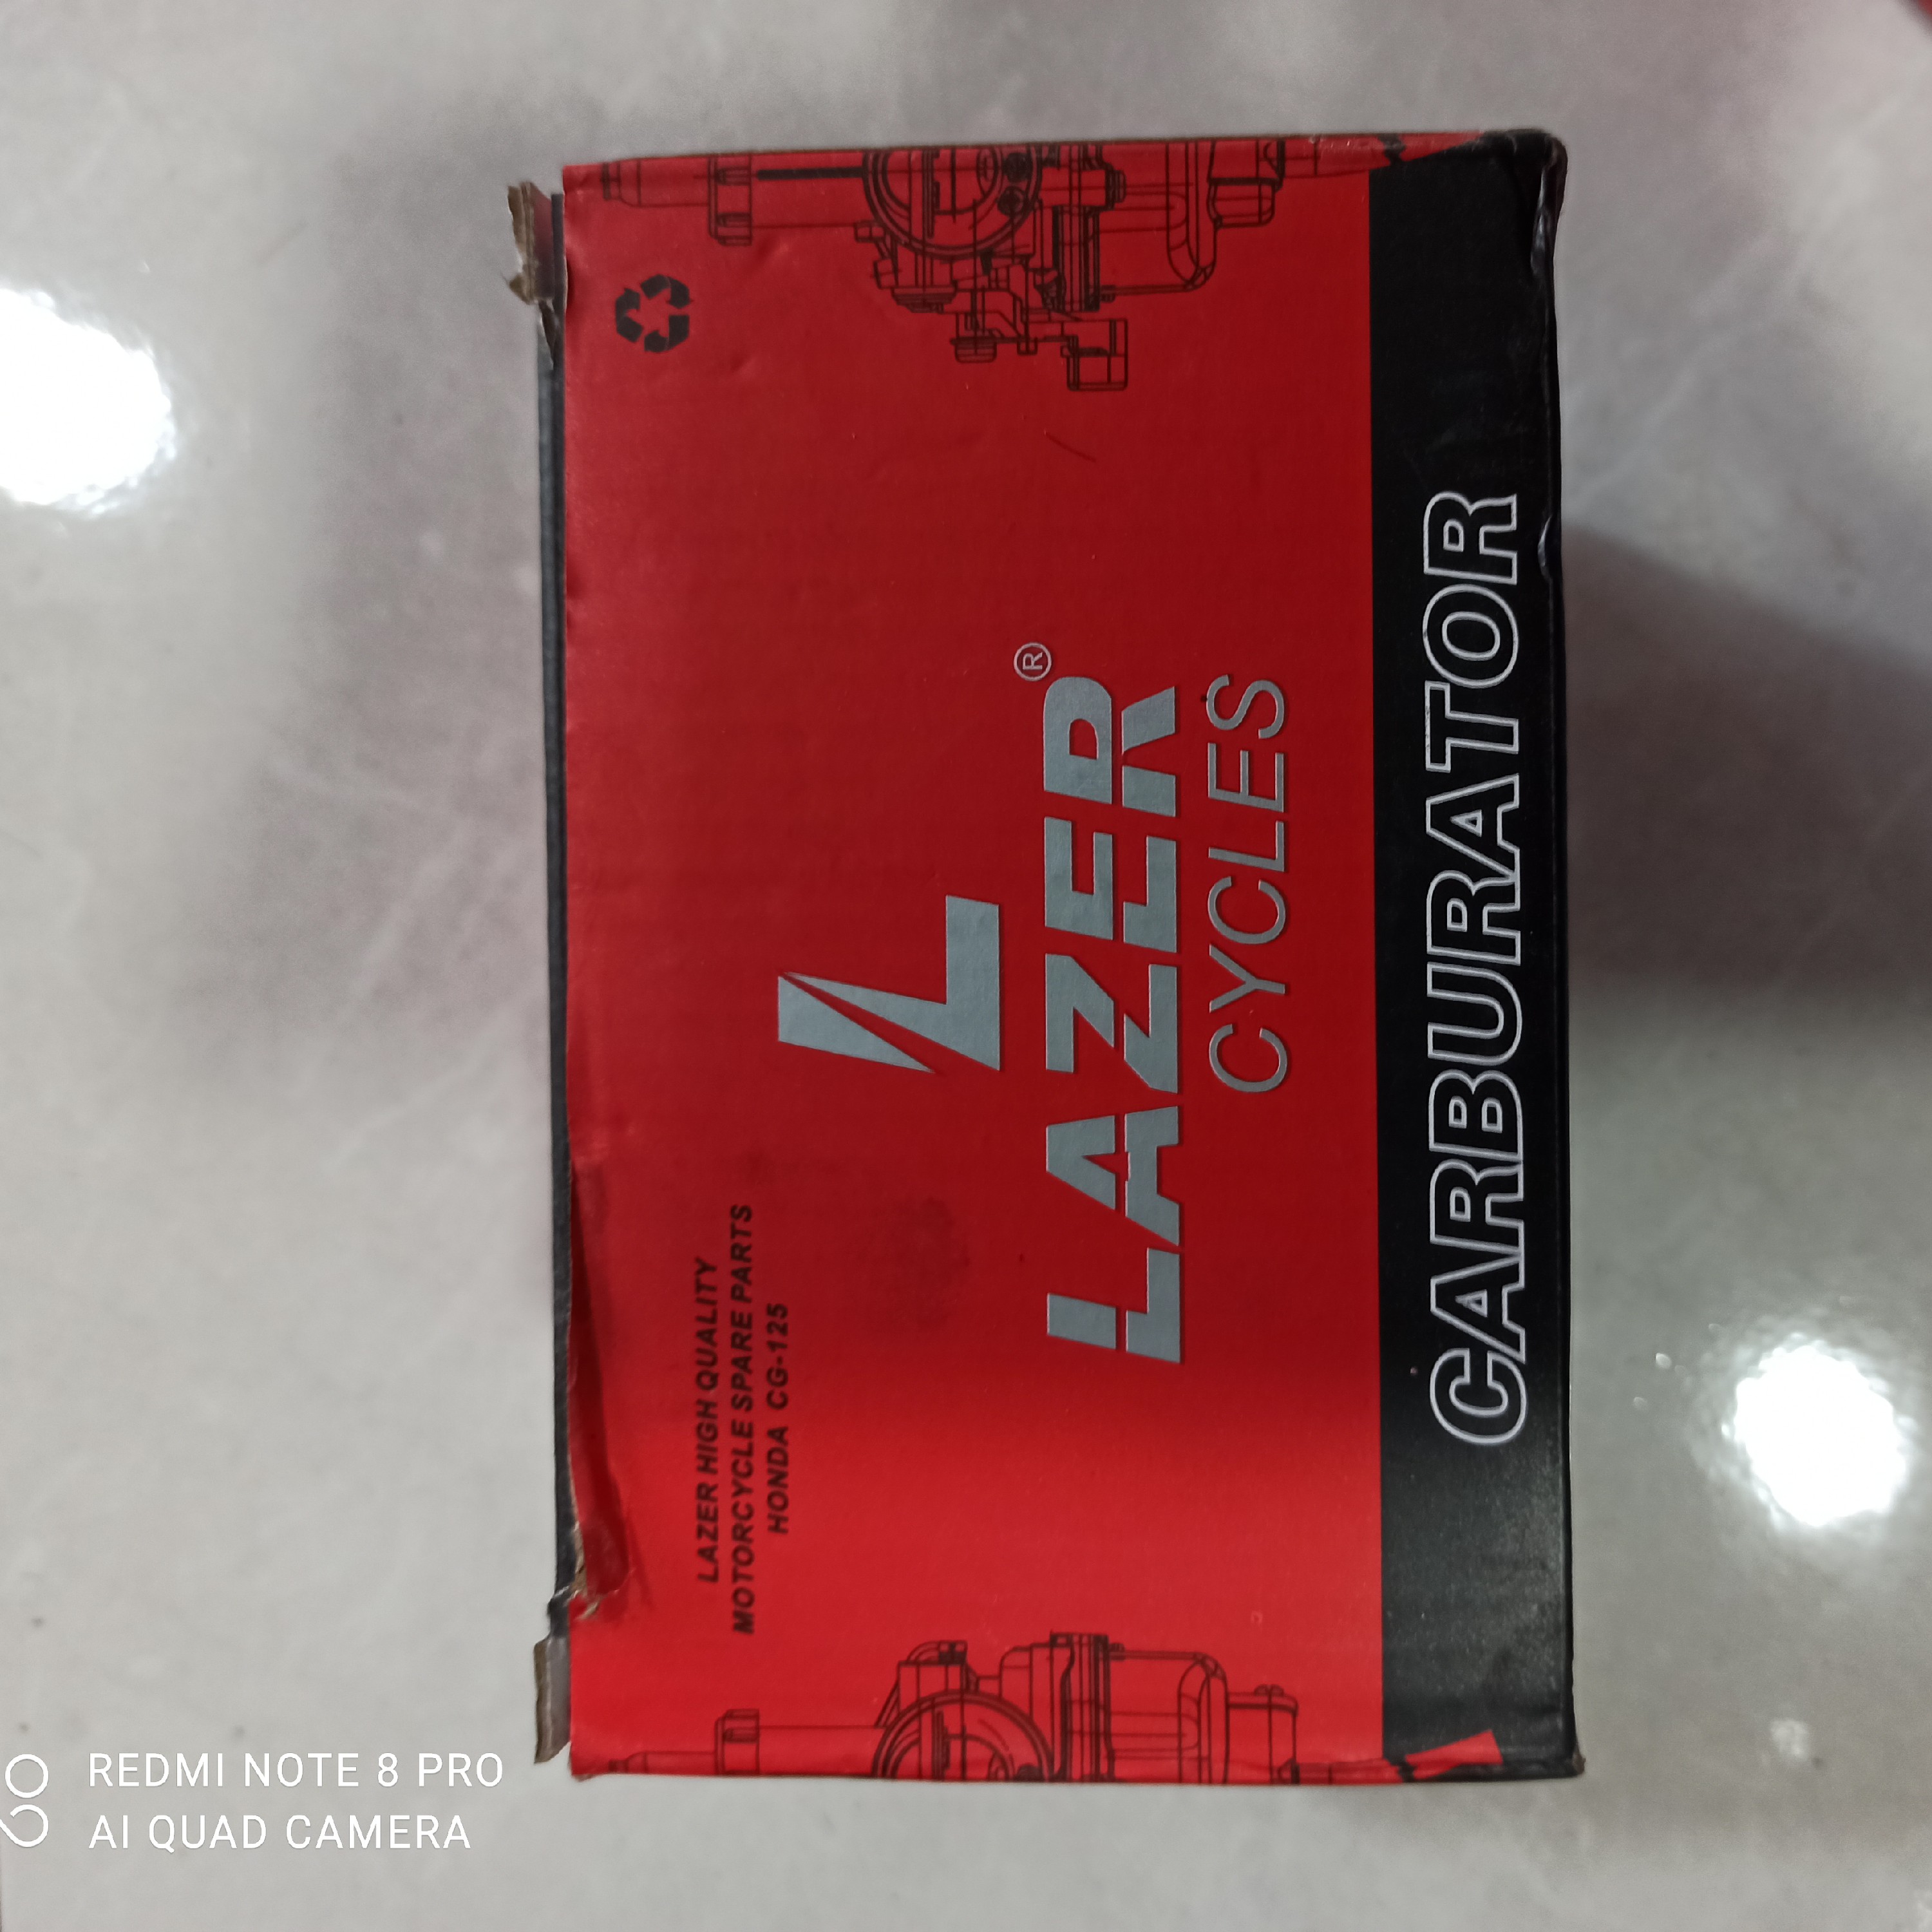 LAZER HIGH QUALITY
MOTORCYCLE SPARE PARTS
HONDA CG-125
L
LAZER®
CYCLES
CARBURATOR
REDMI NOTE 8 PRO
AI QUAD CAMERA